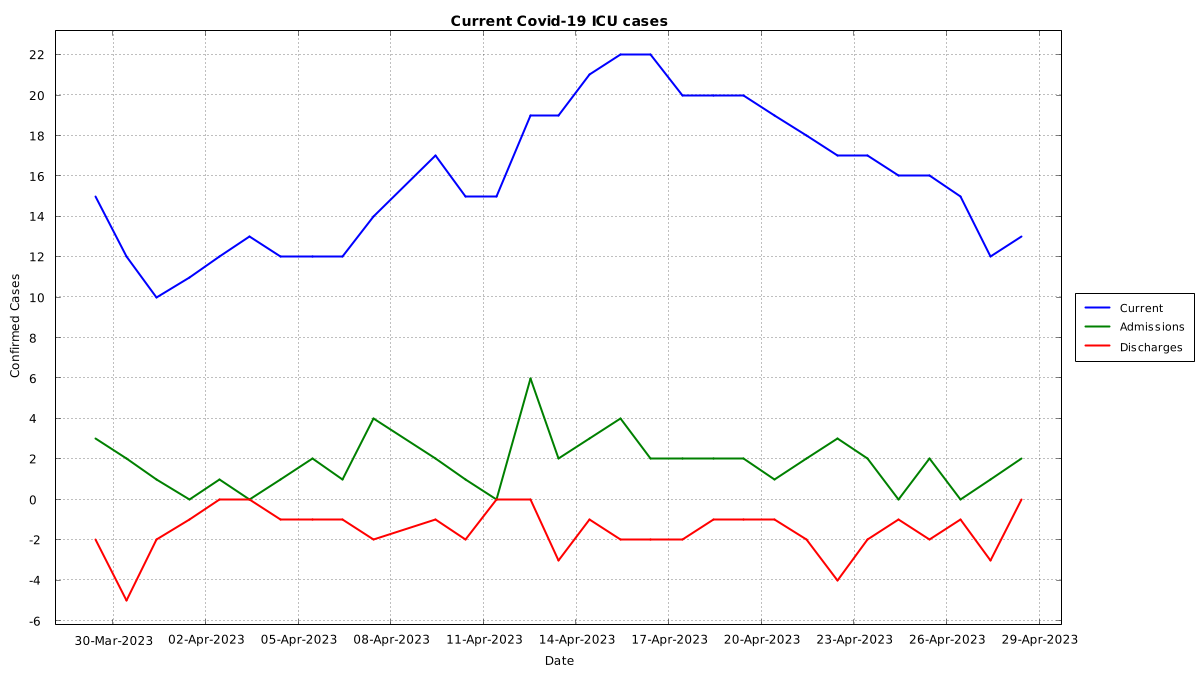 Current Covid-19 ICU cases
22
20
18
16
14
12
10
8
6
4
2
0
-2
-4
-6
Confirmed Cases
30-Mar-2023 02-Apr-2023 05-Apr-2023 08-Apr-2023 11-Apr-2023 14-Apr-2023 17-Apr-2023 20-Apr-2023 23-Apr-2023 26-Apr-2023 29-Apr-2023
Date
Current
Admissions
Discharges